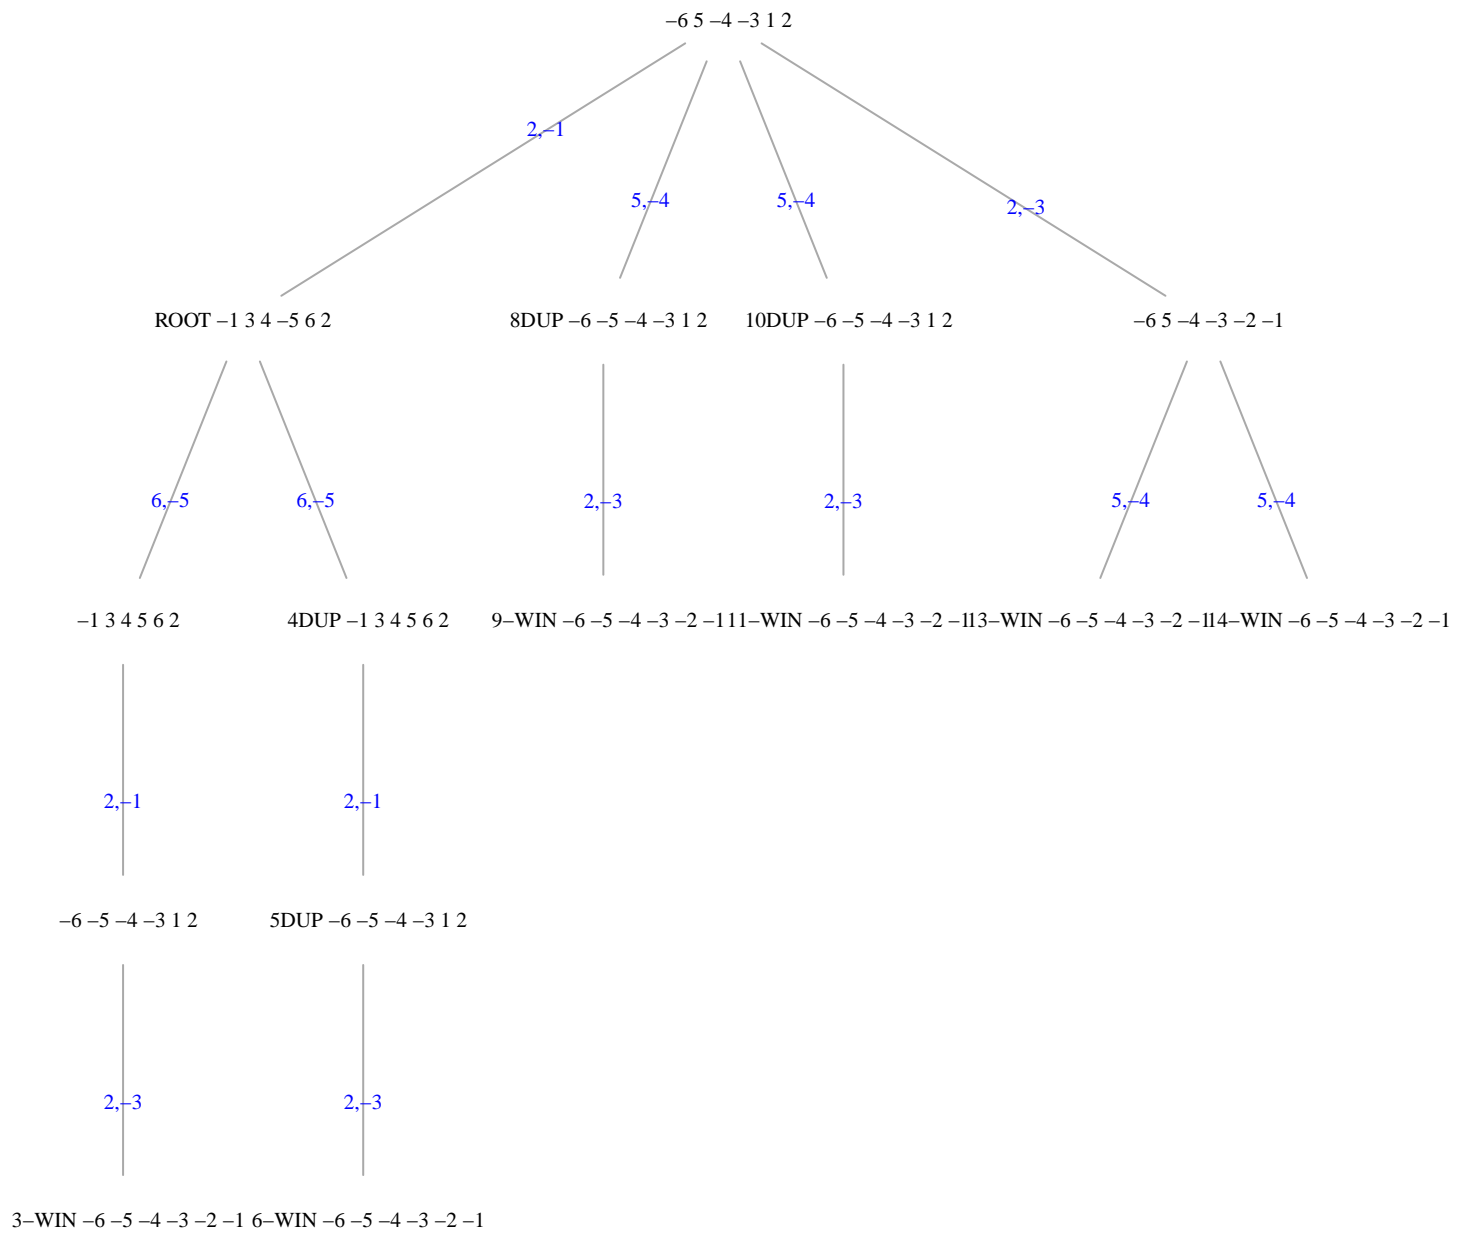 −6 5 −4 −3 1 2
2,−1
5,−4
5,−4
2,−3
ROOT −1 3 4 −5 6 2
8DUP −6 −5 −4 −3 1 2
10DUP −6 −5 −4 −3 1 2
−6 5 −4 −3 −2 −1
6,−5
6,−5
2,−3
2,−3
5,−4
5,−4
−1 3 4 5 6 2
4DUP −1 3 4 5 6 2
9−WIN −6 −5 −4 −3 −2 −1
11−WIN −6 −5 −4 −3 −2 −1
13−WIN −6 −5 −4 −3 −2 −1
14−WIN −6 −5 −4 −3 −2 −1
2,−1
2,−1
−6 −5 −4 −3 1 2
5DUP −6 −5 −4 −3 1 2
2,−3
2,−3
3−WIN −6 −5 −4 −3 −2 −1
6−WIN −6 −5 −4 −3 −2 −1